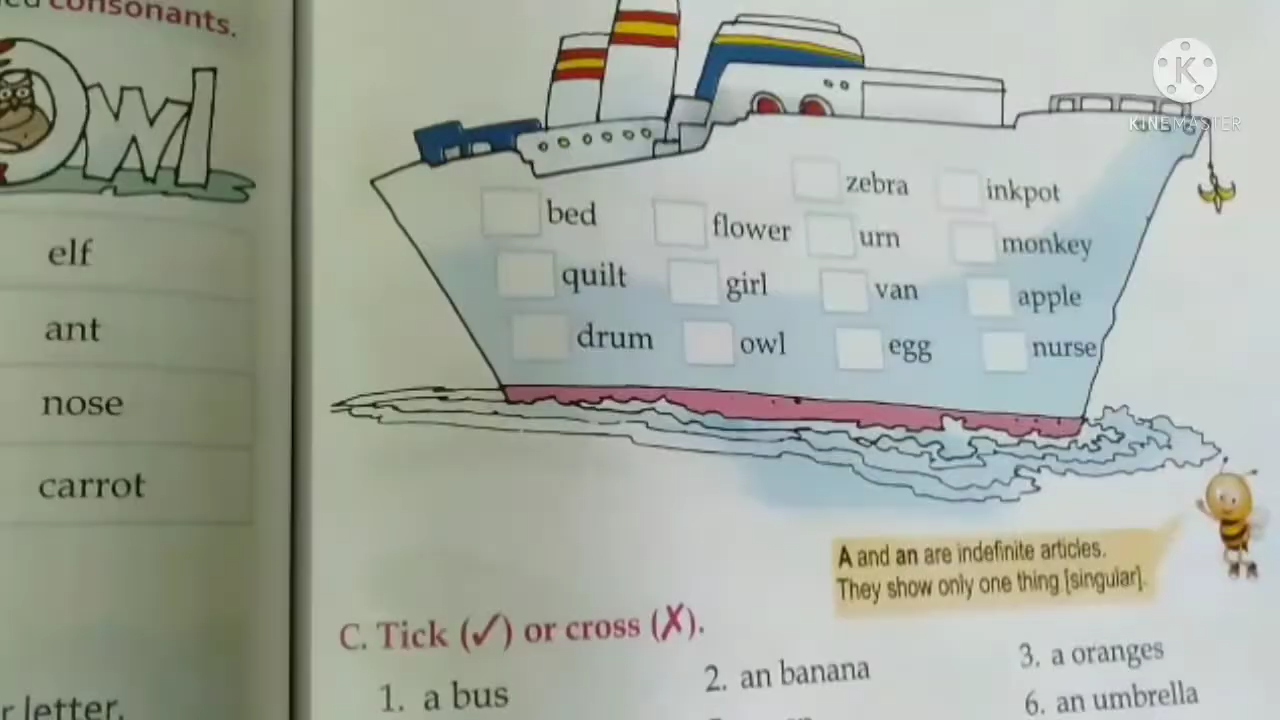 consonants.
Owl
elf
ant
nose
carrot
r letter.
zebra inkpot
bed flower urn monkey
quilt girl van apple
drum owl egg nurse
A and an are indefinite articles.
They show only one thing [singular].
C. Tick (✓) or cross (✗).
1. a bus 2. an banana 3. a oranges
6. an umbrella
KINEMASTER